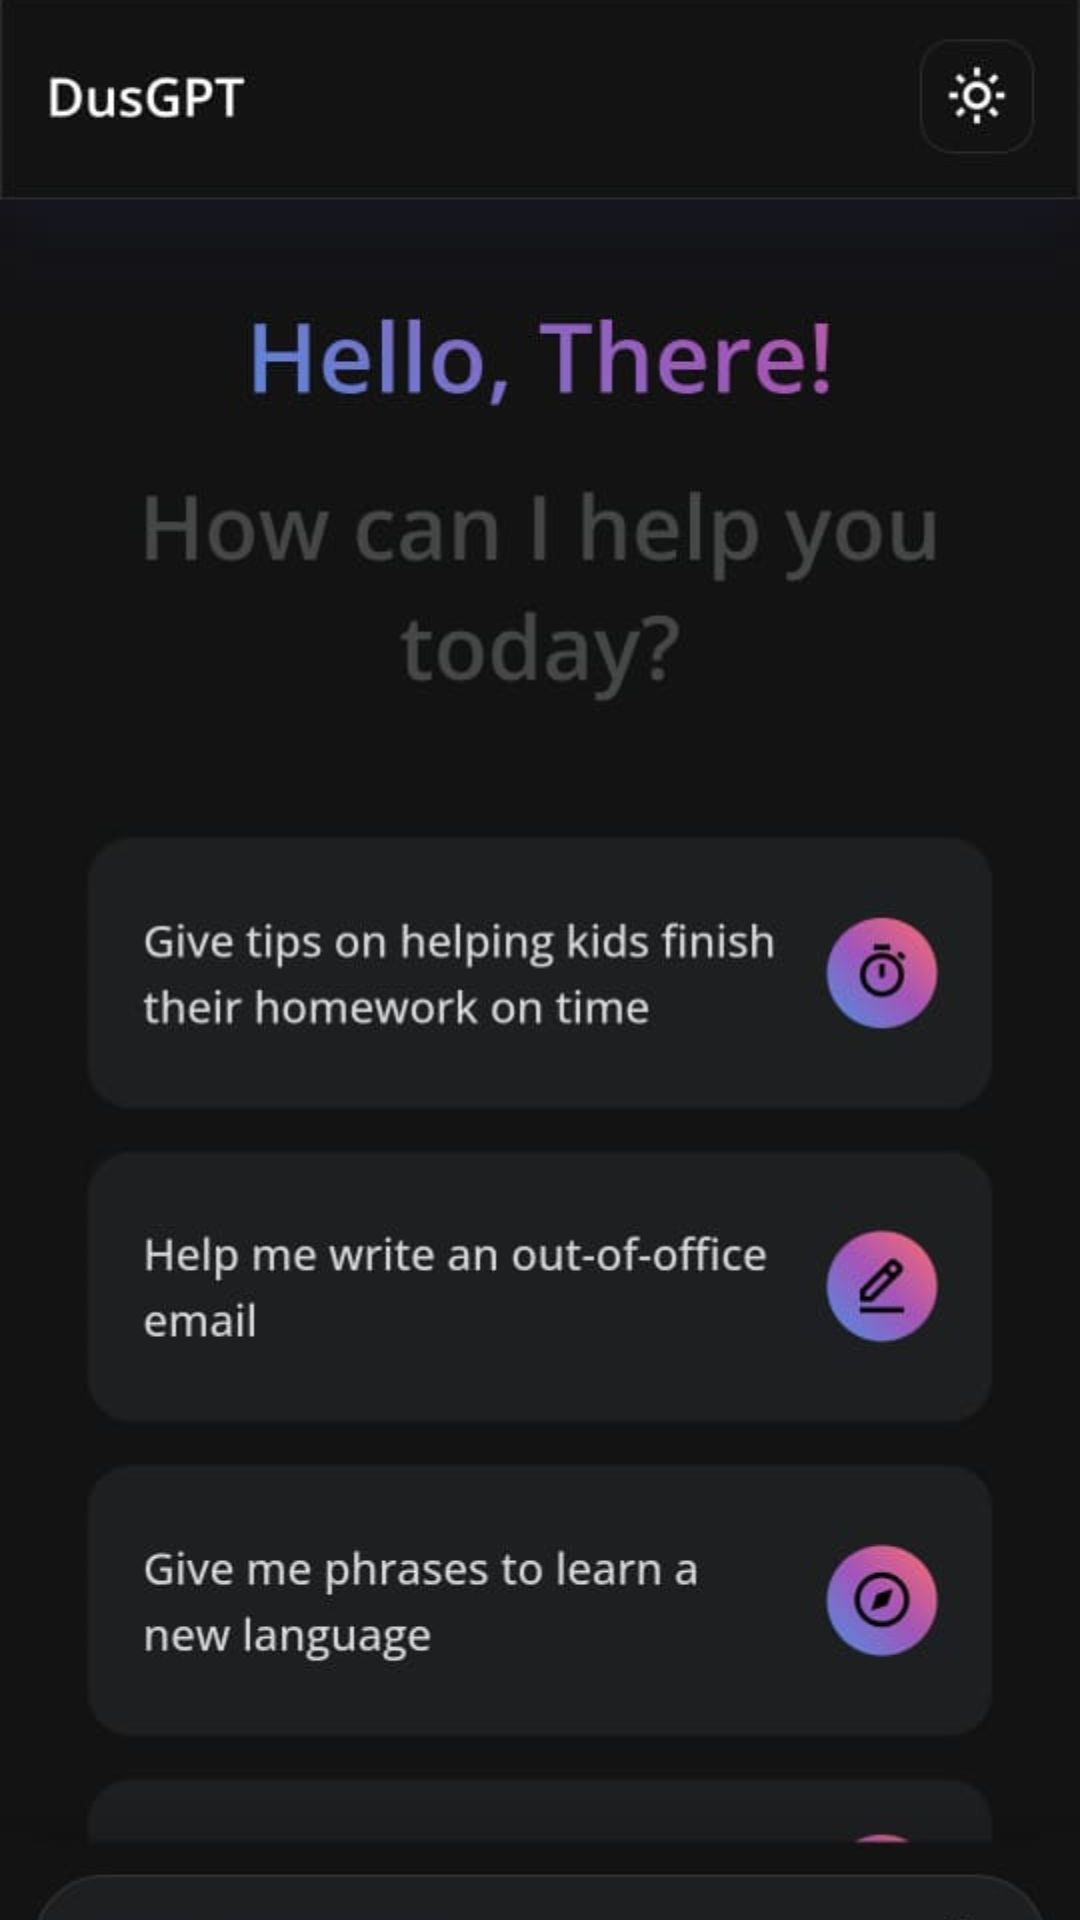 DusGPT
Hello, There!
How can I help you
today?
Give tips on helping kids finish
their homework on time
Help me write an out-of-office
email
Give me phrases to learn a
new language